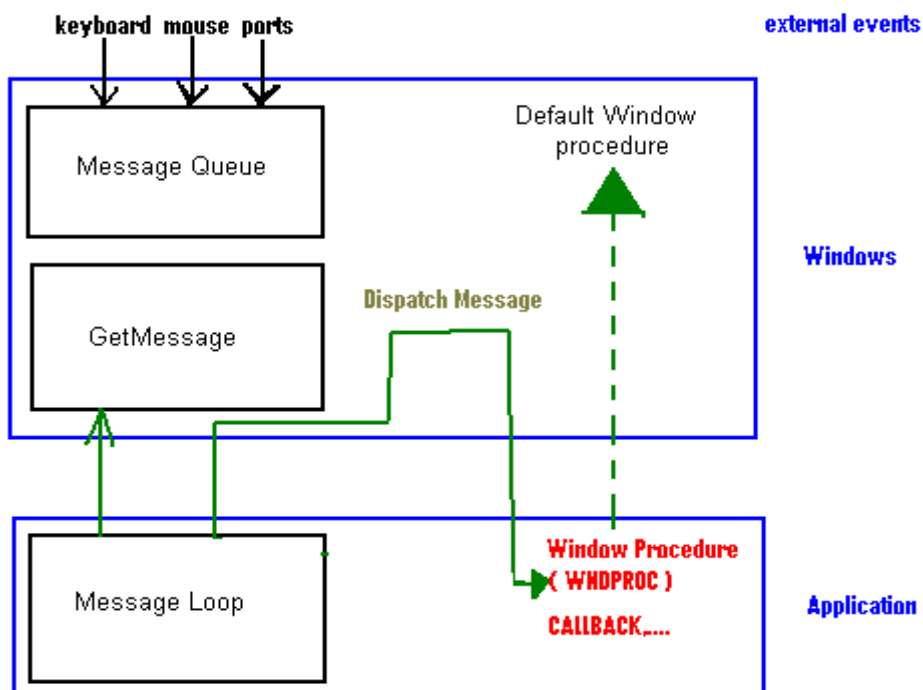 keyboard mouse ports
external events
Message Queue
Default Window
procedure
Windows
GetMessage
Dispatch Message
Message Loop
Window Procedure
( WNDPROC )
CALLBACK,....
Application